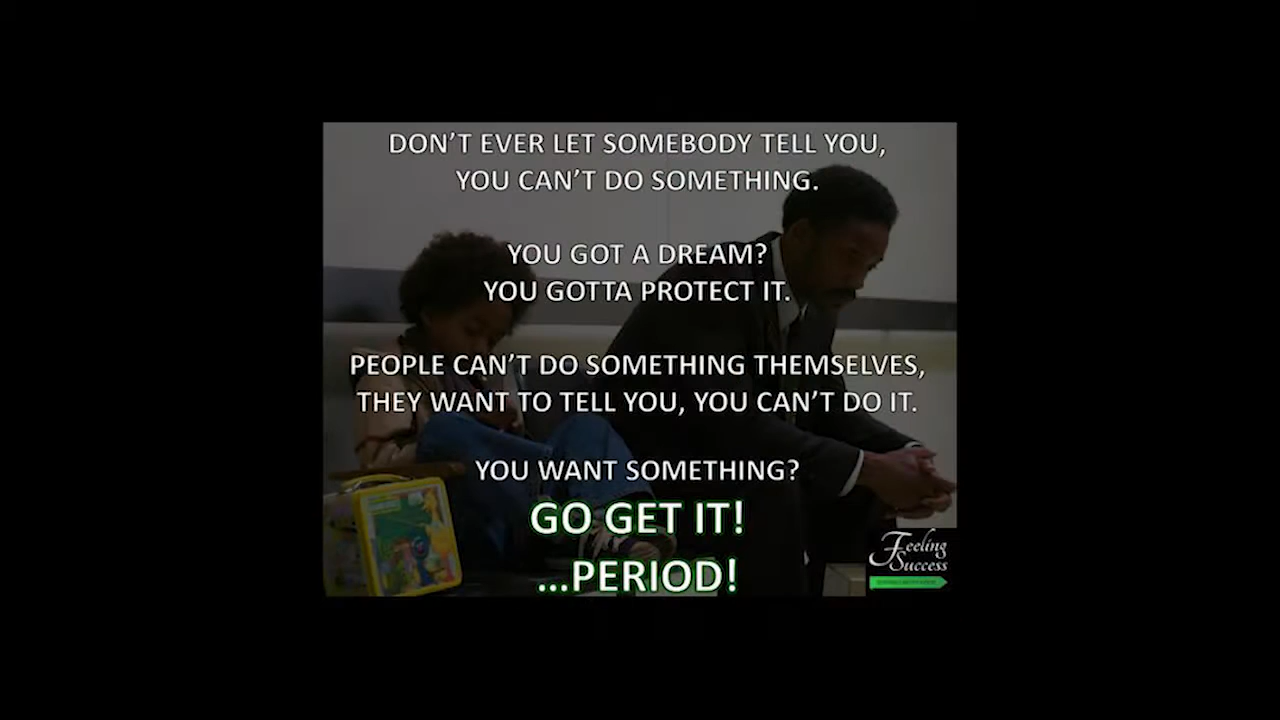 DON'T EVER LET SOMEBODY TELL YOU,
YOU CAN'T DO SOMETHING.
YOU GOT A DREAM?
YOU GOTTA PROTECT IT.
PEOPLE CAN'T DO SOMETHING THEMSELVES,
THEY WANT TO TELL YOU, YOU CAN'T DO IT.
YOU WANT SOMETHING?
GO GET IT!
...PERIOD!
Feeling
Success